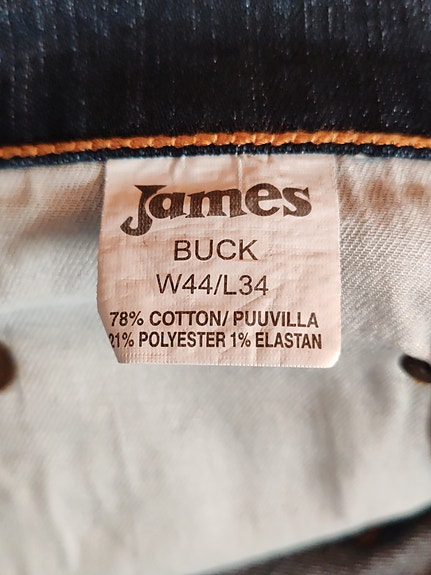 James
BUCK
W44/L34
78% COTTON/ PUUVILLA
21% POLYESTER 1% ELASTAN